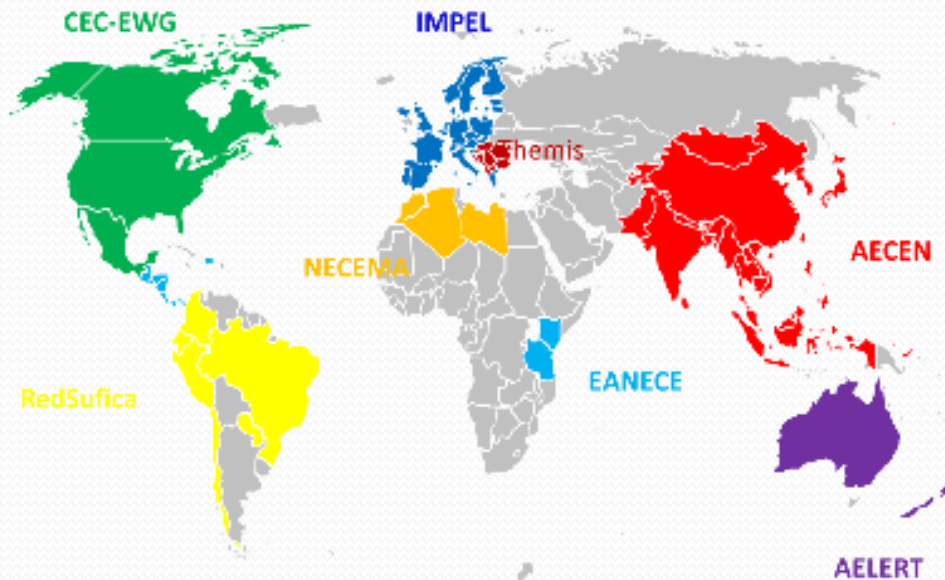 CEC-EWG
IMPEL
Themis
AECEN
NECEMA
EANECE
RedSufica
AELERT